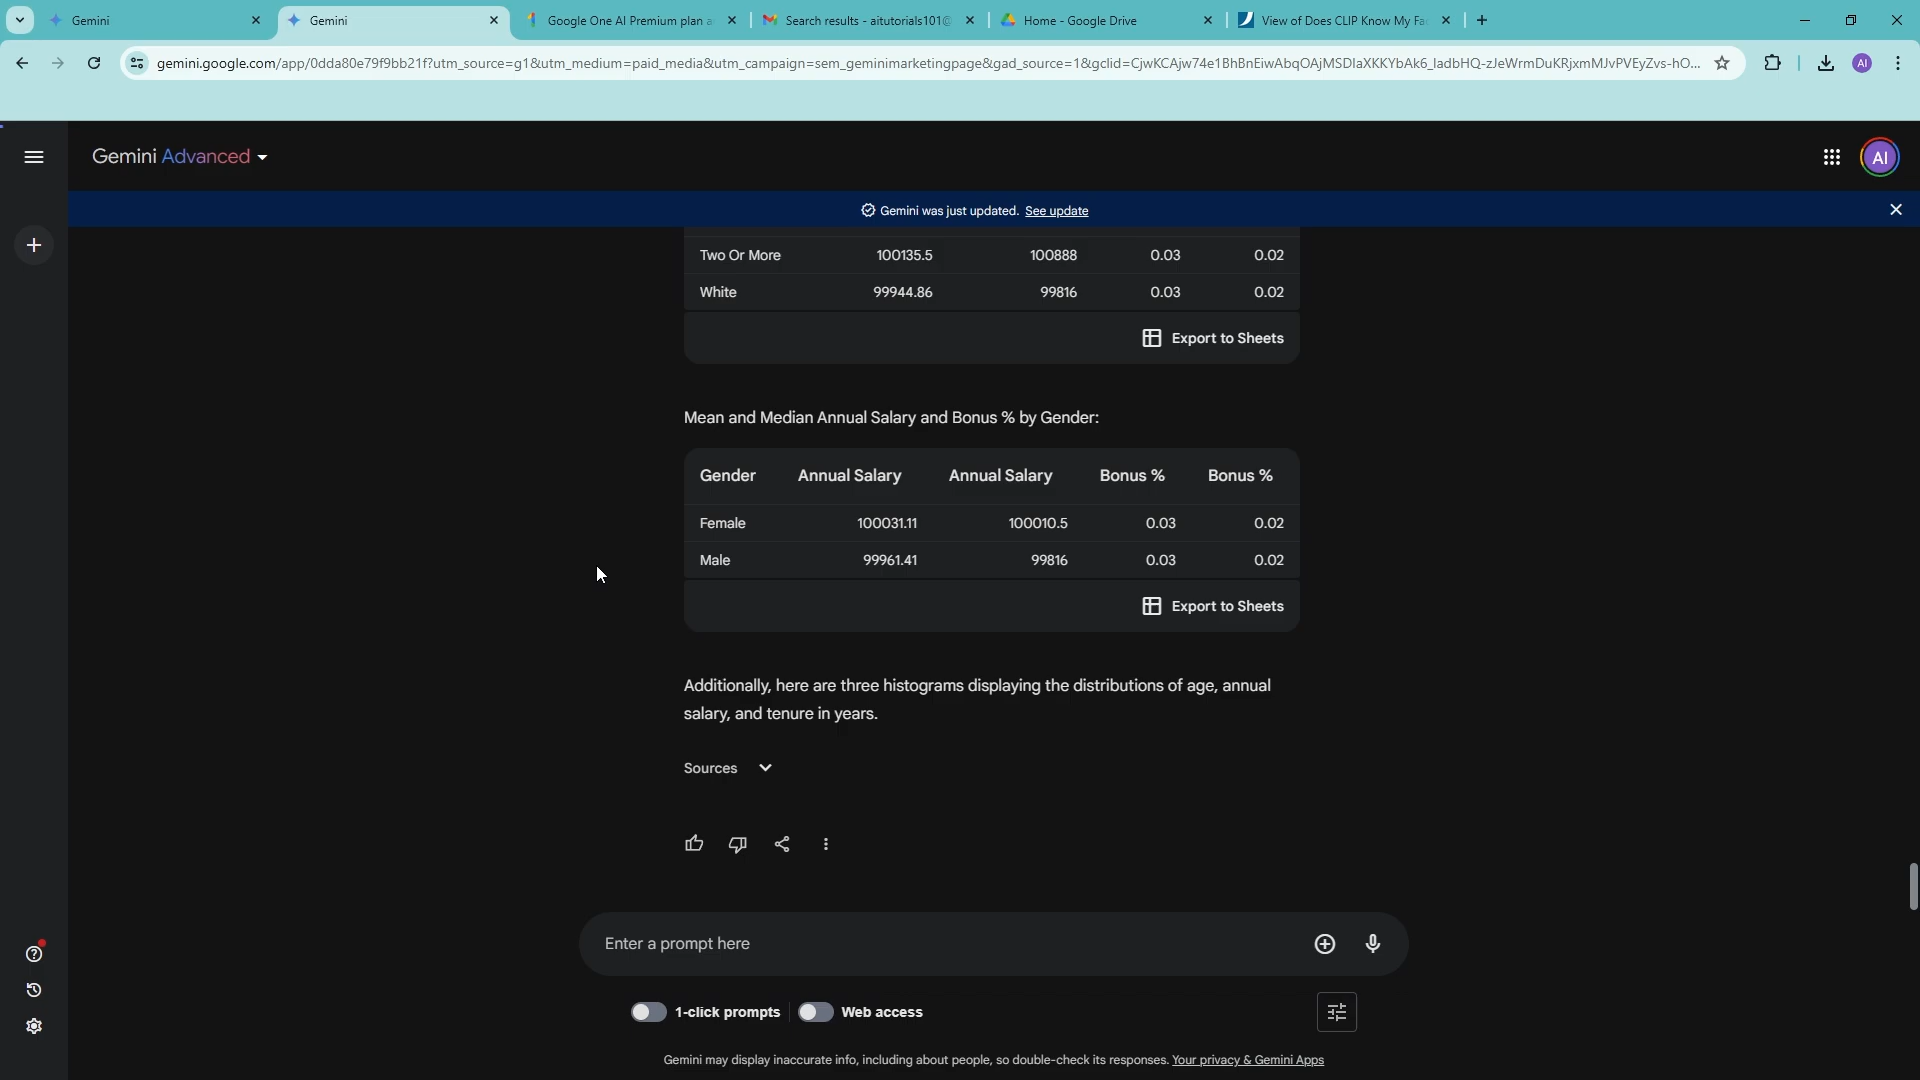 Gemini
Gemini
Google One AI Premium plan a
Search results - aitutorials101@
Home - Google Drive
View of Does CLIP Know My Fa
gemini.google.com/app/0dda80e79f9bb21f?utm_source=g1&utm_medium=paid_media&utm_campaign=sem_geminimarketingpage&gad_source=1&gclid=CjwKCAjw74e1BhBnEiwAbqOAjMSDlaXKKYbAk6_ladbHQ-zJeWrmDuKRjxmMJvPVEyZvs-hO...
AI
Gemini Advanced
AI
Gemini was just updated. See update
Two Or More 100135.5 100888 0.03 0.02
White 99944.86 99816 0.03 0.02
Export to Sheets
Mean and Median Annual Salary and Bonus % by Gender:
Gender Annual Salary Annual Salary Bonus % Bonus %
Female 100031.11 100010.5 0.03 0.02
Male 99961.41 99816 0.03 0.02
Export to Sheets
Additionally, here are three histograms displaying the distributions of age, annual
salary, and tenure in years.
Sources
Enter a prompt here
1-click prompts Web access
Gemini may display inaccurate info, including about people, so double-check its responses. Your privacy & Gemini Apps